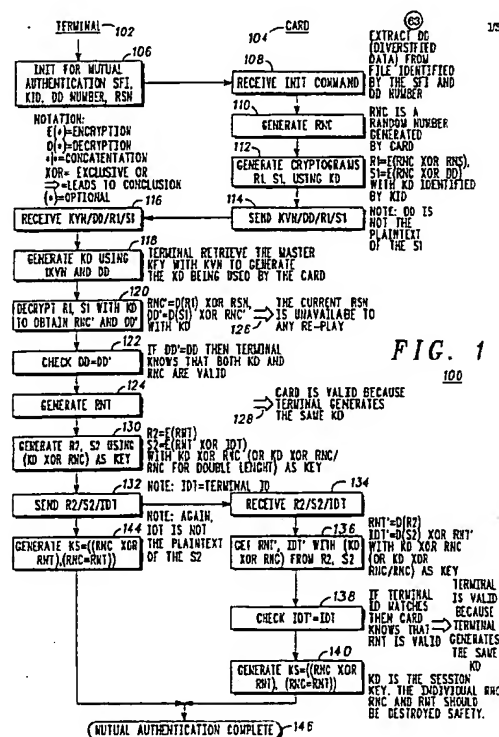 TERMINAL
102
104
CARD
63
1/5
106
INIT FOR MUTUAL
AUTHENTICATION SFI,
KID, DD NUMBER, RSN
108
RECEIVE INIT COMMAND
EXTRACT DD
(DIVERSIFIED
DATA) FROM
FILE IDENTIFIED
BY THE SFI AND
DD NUMBER
110
GENERATE RNC
RNC IS A
RANDOM NUMBER
GENERATED
BY CARD
NOTATION:
E(•)=ENCRYPTION
D(•)=DECRYPTION
•|•=CONCATENTATION
XOR= EXCLUSIVE OR
⇒=LEADS TO CONCLUSION
(•)=OPTIONAL
112
GENERATE CRYPTOGRAMS
R1, S1, USING KD
R1=E(RNC XOR RNS),
S1=E(RNC XOR DD)
WITH KD IDENTIFIED
BY KID
116
RECEIVE KVN/DD/R1/S1
114
SEND KVN/DD/R1/S1
NOTE: DD IS
NOT THE
PLAINTEXT
OF THE S1
118
GENERATE KD USING
IKVN AND DD
TERMINAL RETRIEVE THE MASTER
KEY WITH KVN TO GENERATE
THE KD BEING USED BY THE CARD
120
DECRYPT R1, S1 WITH KD
TO OBTAIN RNC' AND DD'
RNC'=D(R1) XOR RSN,
DD'=D(S1) XOR RNC'
WITH KD
126
⇒ THE CURRENT RSN
IS UNAVAILABE TO
ANY RE-PLAY
122
CHECK DD=DD'
IF DD'=DD THEN TERMINAL
KNOWS THAT BOTH KD AND
RNC ARE VALID
FIG. 1
100
124
GENERATE RNT
128
⇒ CARD IS VALID BECAUSE
TERMINAL GENERATES
THE SAME KD
130
GENERATE R2, S2 USING
(KD XOR RNC) AS KEY
R2=E(RNT)
S2=E(RNT XOR IDT)
WITH KD XOR RNC (OR KD XOR RNC/
RNC FOR DOUBLE LENGHT) AS KEY
132
SEND R2/S2/IDT
NOTE: IDT=TERMINAL ID
134
RECEIVE R2/S2/IDT
144
GENERATE KS=((RNC XOR
RNT),(RNC=RNT))
NOTE: AGAIN,
IDT IS NOT
THE PLAINTEXT
OF THE S2
136
GET RNT', IDT' WITH (KD
XOR RNC) FROM R2, S2
RNT'=D(R2)
IDT'=D(S2) XOR RNT'
WITH KD XOR RNC
(OR KD XOR
RNC/RNC) AS KEY
138
CHECK IDT'=IDT
IF TERMINAL
ID MATCHES
THEN CARD
KNOWS THAT
RNT IS VALID
⇒
TERMINAL
IS VALID
BECAUSE
TERMINAL
GENERATES
THE SAME
KD
140
GENERATE KS=((RNC XOR
RNT), (RNC=RNT))
KD IS THE SESSION
KEY. THE INDIVIDUAL RNC,
RNC AND RNT SHOULD
BE DESTROYED SAFETY.
MUTUAL AUTHENTICATION COMPLETE
146